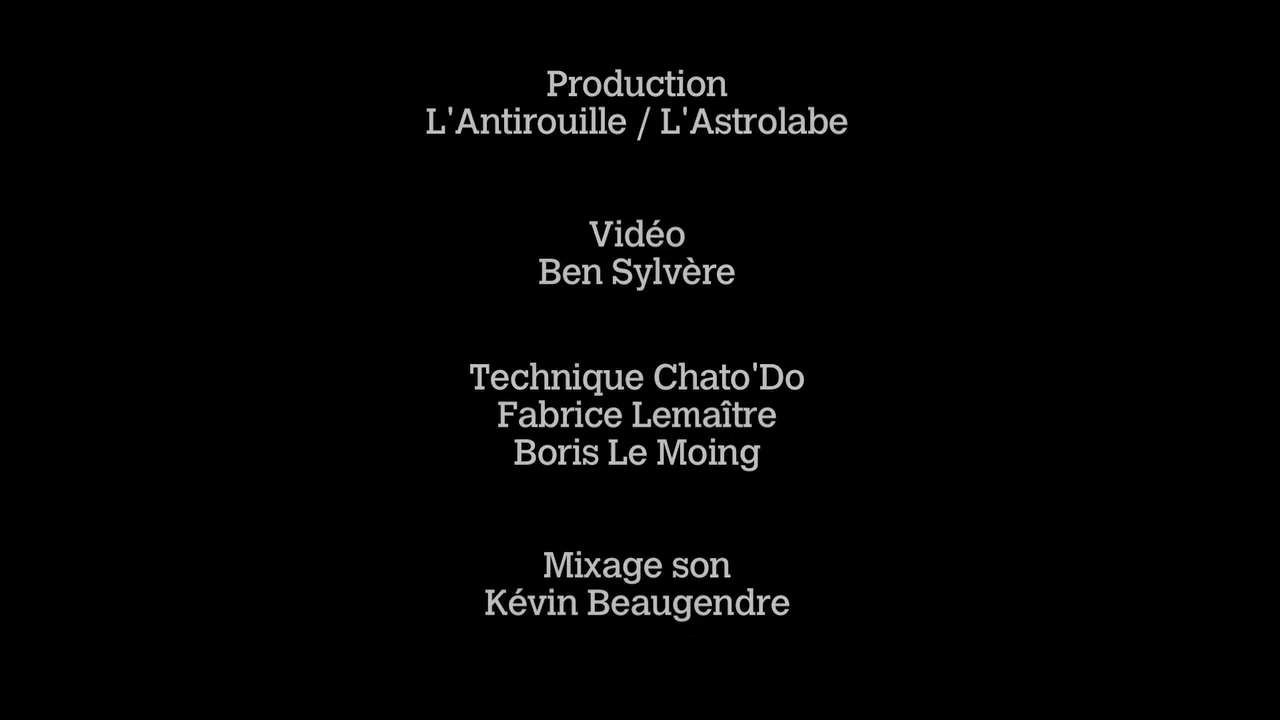 Production
L'Antirouille / L'Astrolabe
Vidéo
Ben Sylvère
Technique Chato'Do
Fabrice Lemaître
Boris Le Moing
Mixage son
Kévin Beaugendre